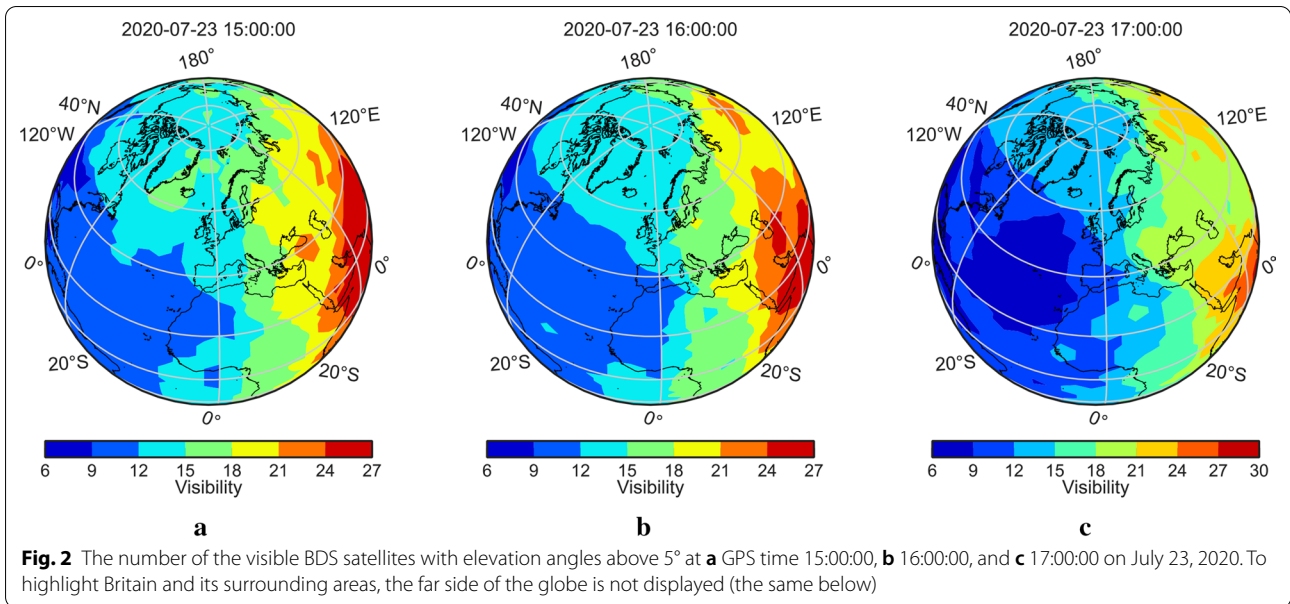 2020-07-23 15:00:00
180°
40°N
120°W
120°E
0°
0°
20°S
20°S
0°
6 9 12 15 18 21 24 27
Visibility
a
2020-07-23 16:00:00
180°
40°N
120°W
120°E
0°
0°
20°S
20°S
0°
6 9 12 15 18 21 24 27
Visibility
b
2020-07-23 17:00:00
180°
40°N
120°W
120°E
0°
0°
20°S
20°S
0°
6 9 12 15 18 21 24 27 30
Visibility
c
Fig. 2 The number of the visible BDS satellites with elevation angles above 5° at a GPS time 15:00:00, b 16:00:00, and c 17:00:00 on July 23, 2020. To
highlight Britain and its surrounding areas, the far side of the globe is not displayed (the same below)